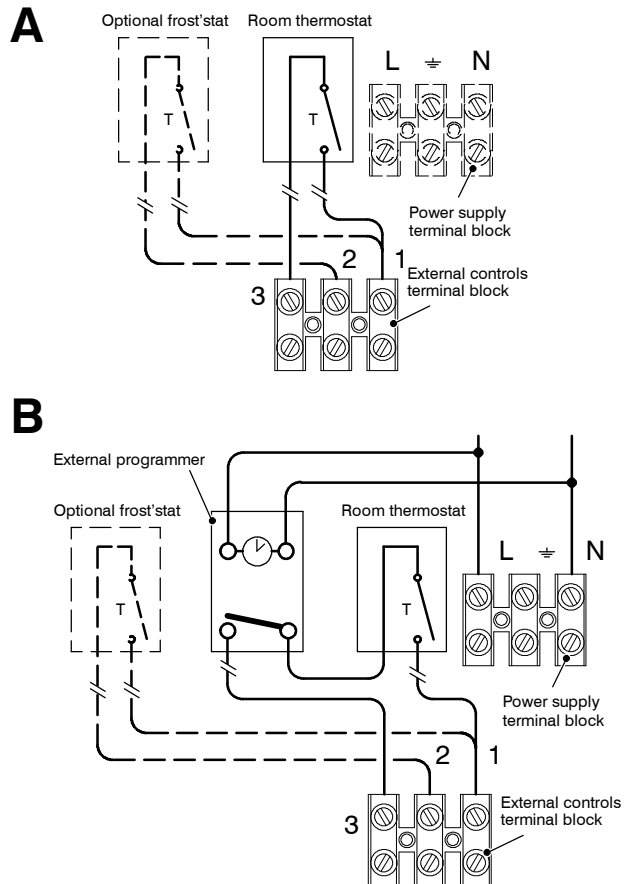 A
Optional frost'stat
Room thermostat
L
N
T
T
Power supply
terminal block
2
1
3
External controls
terminal block
B
External programmer
Optional frost'stat
Room thermostat
L
N
T
T
Power supply
terminal block
2
1
3
External controls
terminal block